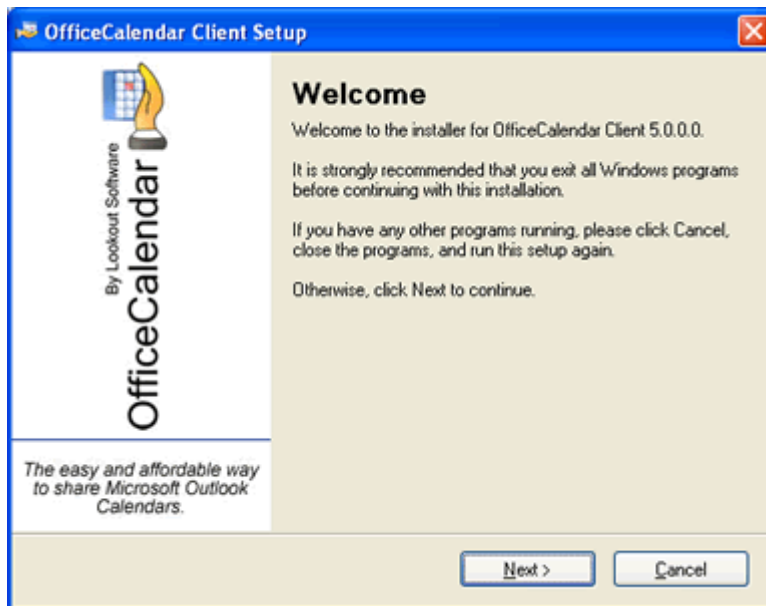 OfficeCalendar Client Setup
By Lookout Software
OfficeCalendar
The easy and affordable way
to share Microsoft Outlook
Calendars.
Welcome
Welcome to the installer for OfficeCalendar Client 5.0.0.0.
It is strongly recommended that you exit all Windows programs
before continuing with this installation.
If you have any other programs running, please click Cancel,
close the programs, and run this setup again.
Otherwise, click Next to continue.
Next >
Cancel